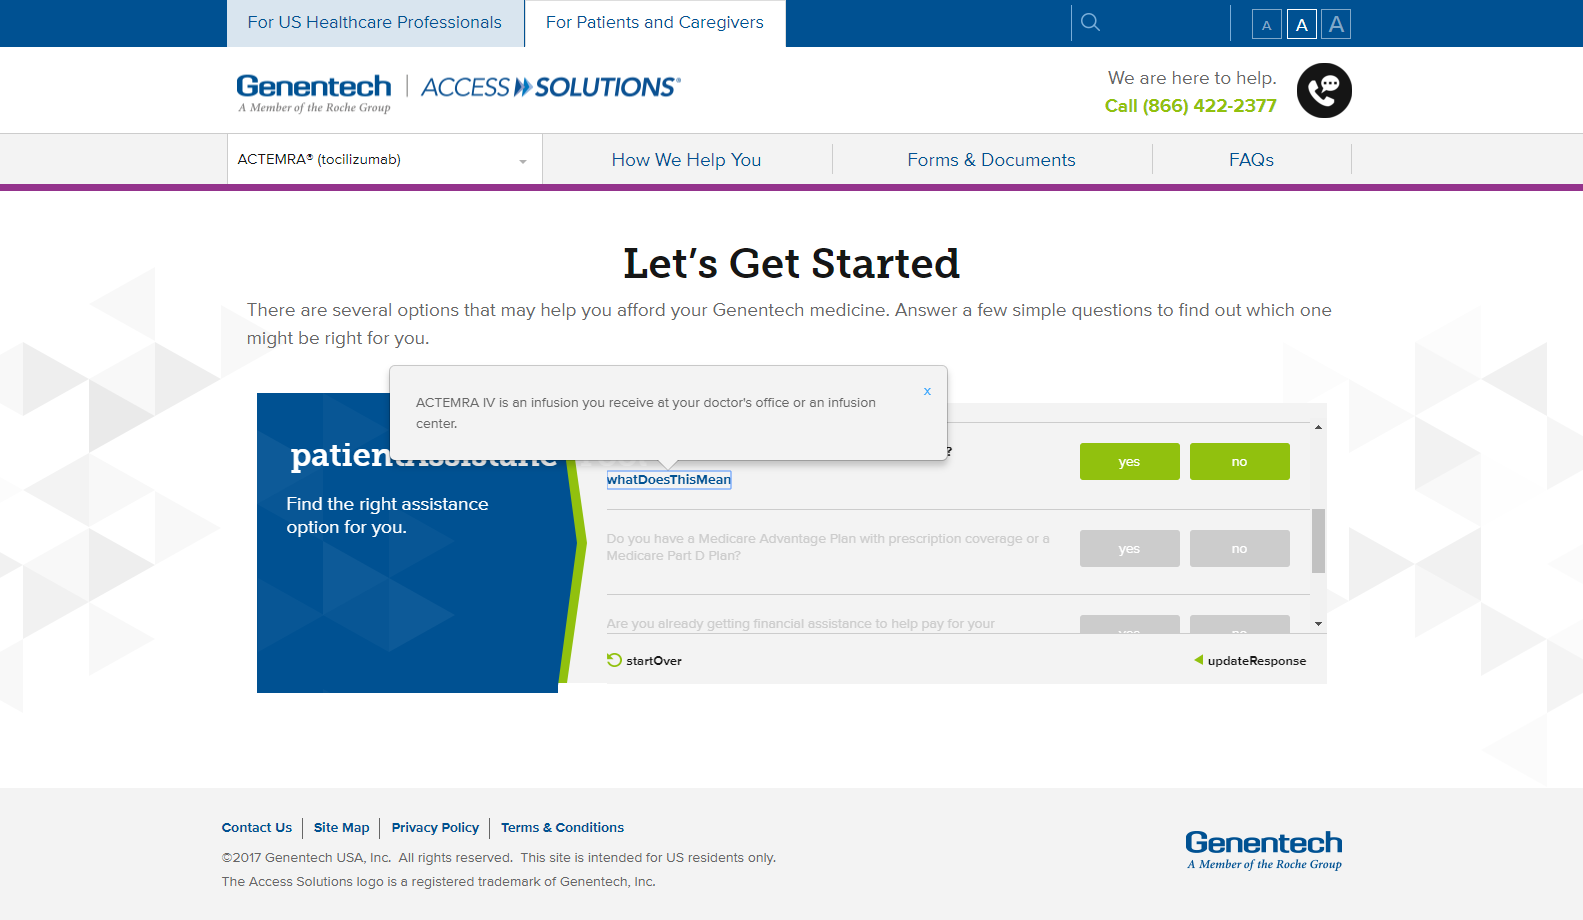 For US Healthcare Professionals
For Patients and Caregivers
A
A
A
Genentech
A Member of the Roche Group
ACCESS SOLUTIONS®
We are here to help.
Call (866) 422-2377
ACTEMRA® (tocilizumab)
How We Help You
Forms & Documents
FAQs
Let's Get Started
There are several options that may help you afford your Genentech medicine. Answer a few simple questions to find out which one
might be right for you.
x
ACTEMRA IV is an infusion you receive at your doctor's office or an infusion
center.
Find the right assistance
option for you.
?
whatDoesThisMean
yes
no
Do you have a Medicare Advantage Plan with prescription coverage or a
Medicare Part D Plan?
yes
no
Are you already getting financial assistance to help pay for your
yes
no
startOver
updateResponse
Contact Us
Site Map
Privacy Policy
Terms & Conditions
©2017 Genentech USA, Inc. All rights reserved. This site is intended for US residents only.
The Access Solutions logo is a registered trademark of Genentech, Inc.
Genentech
A Member of the Roche Group